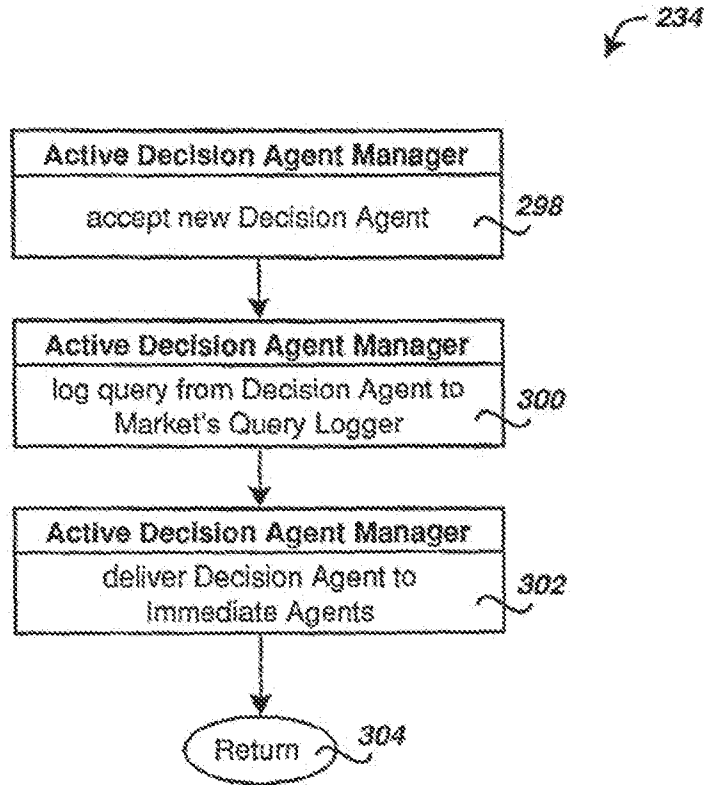 234
Active Decision Agent Manager
accept new Decision Agent
298
Active Decision Agent Manager
log query from Decision Agent to
Market's Query Logger
300
Active Decision Agent Manager
deliver Decision Agent to
Immediate Agents
302
Return
304